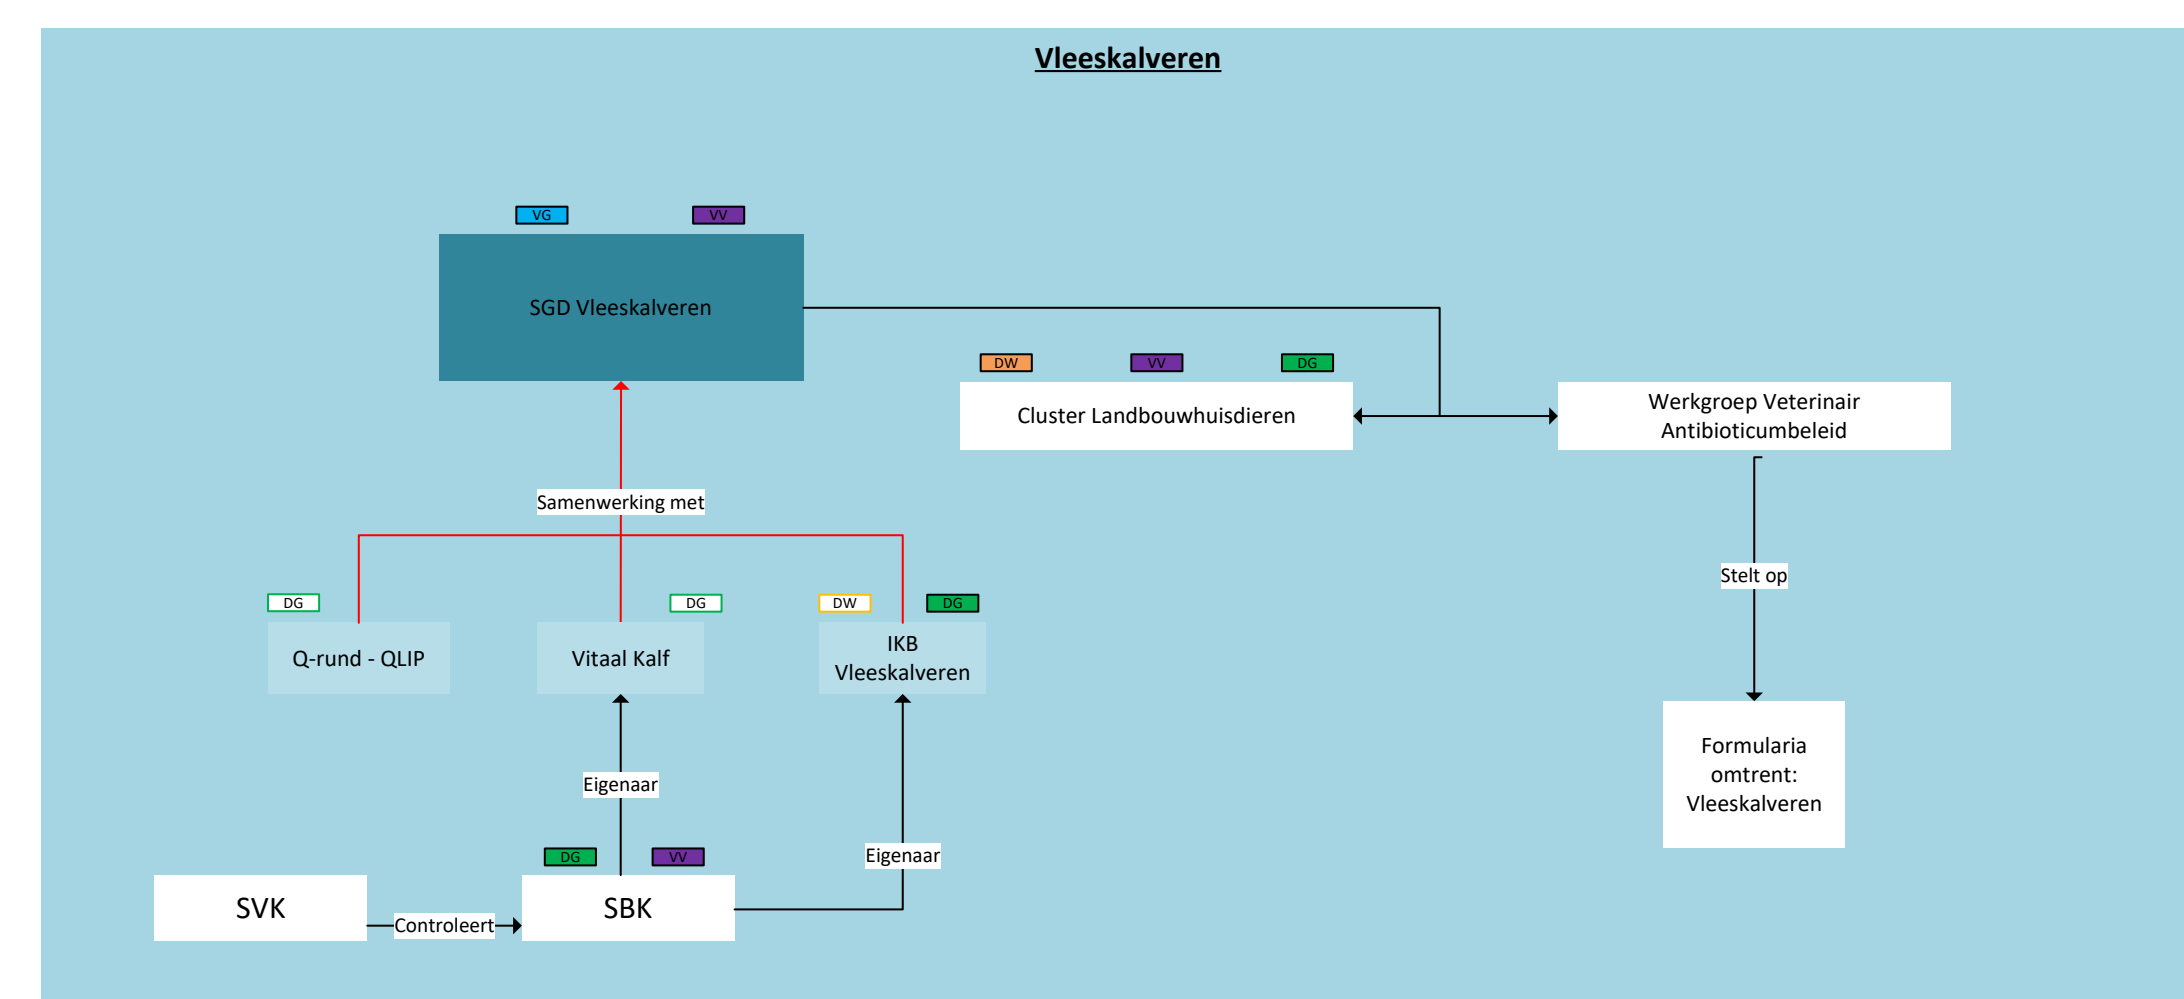 Vleeskalveren
VG
VV
SGD Vleeskalveren
DW
VV
DG
Cluster Landbouwhuisdieren
Werkgroep Veterinair
Antibioticumbeleid
Samenwerking met
Stelt op
DG
DG
DW
DG
Q-rund - QLIP
Vitaal Kalf
IKB
Vleeskalveren
Formularia
omtrent:
Vleeskalveren
Eigenaar
Eigenaar
DG
VV
SVK
Controleert
SBK